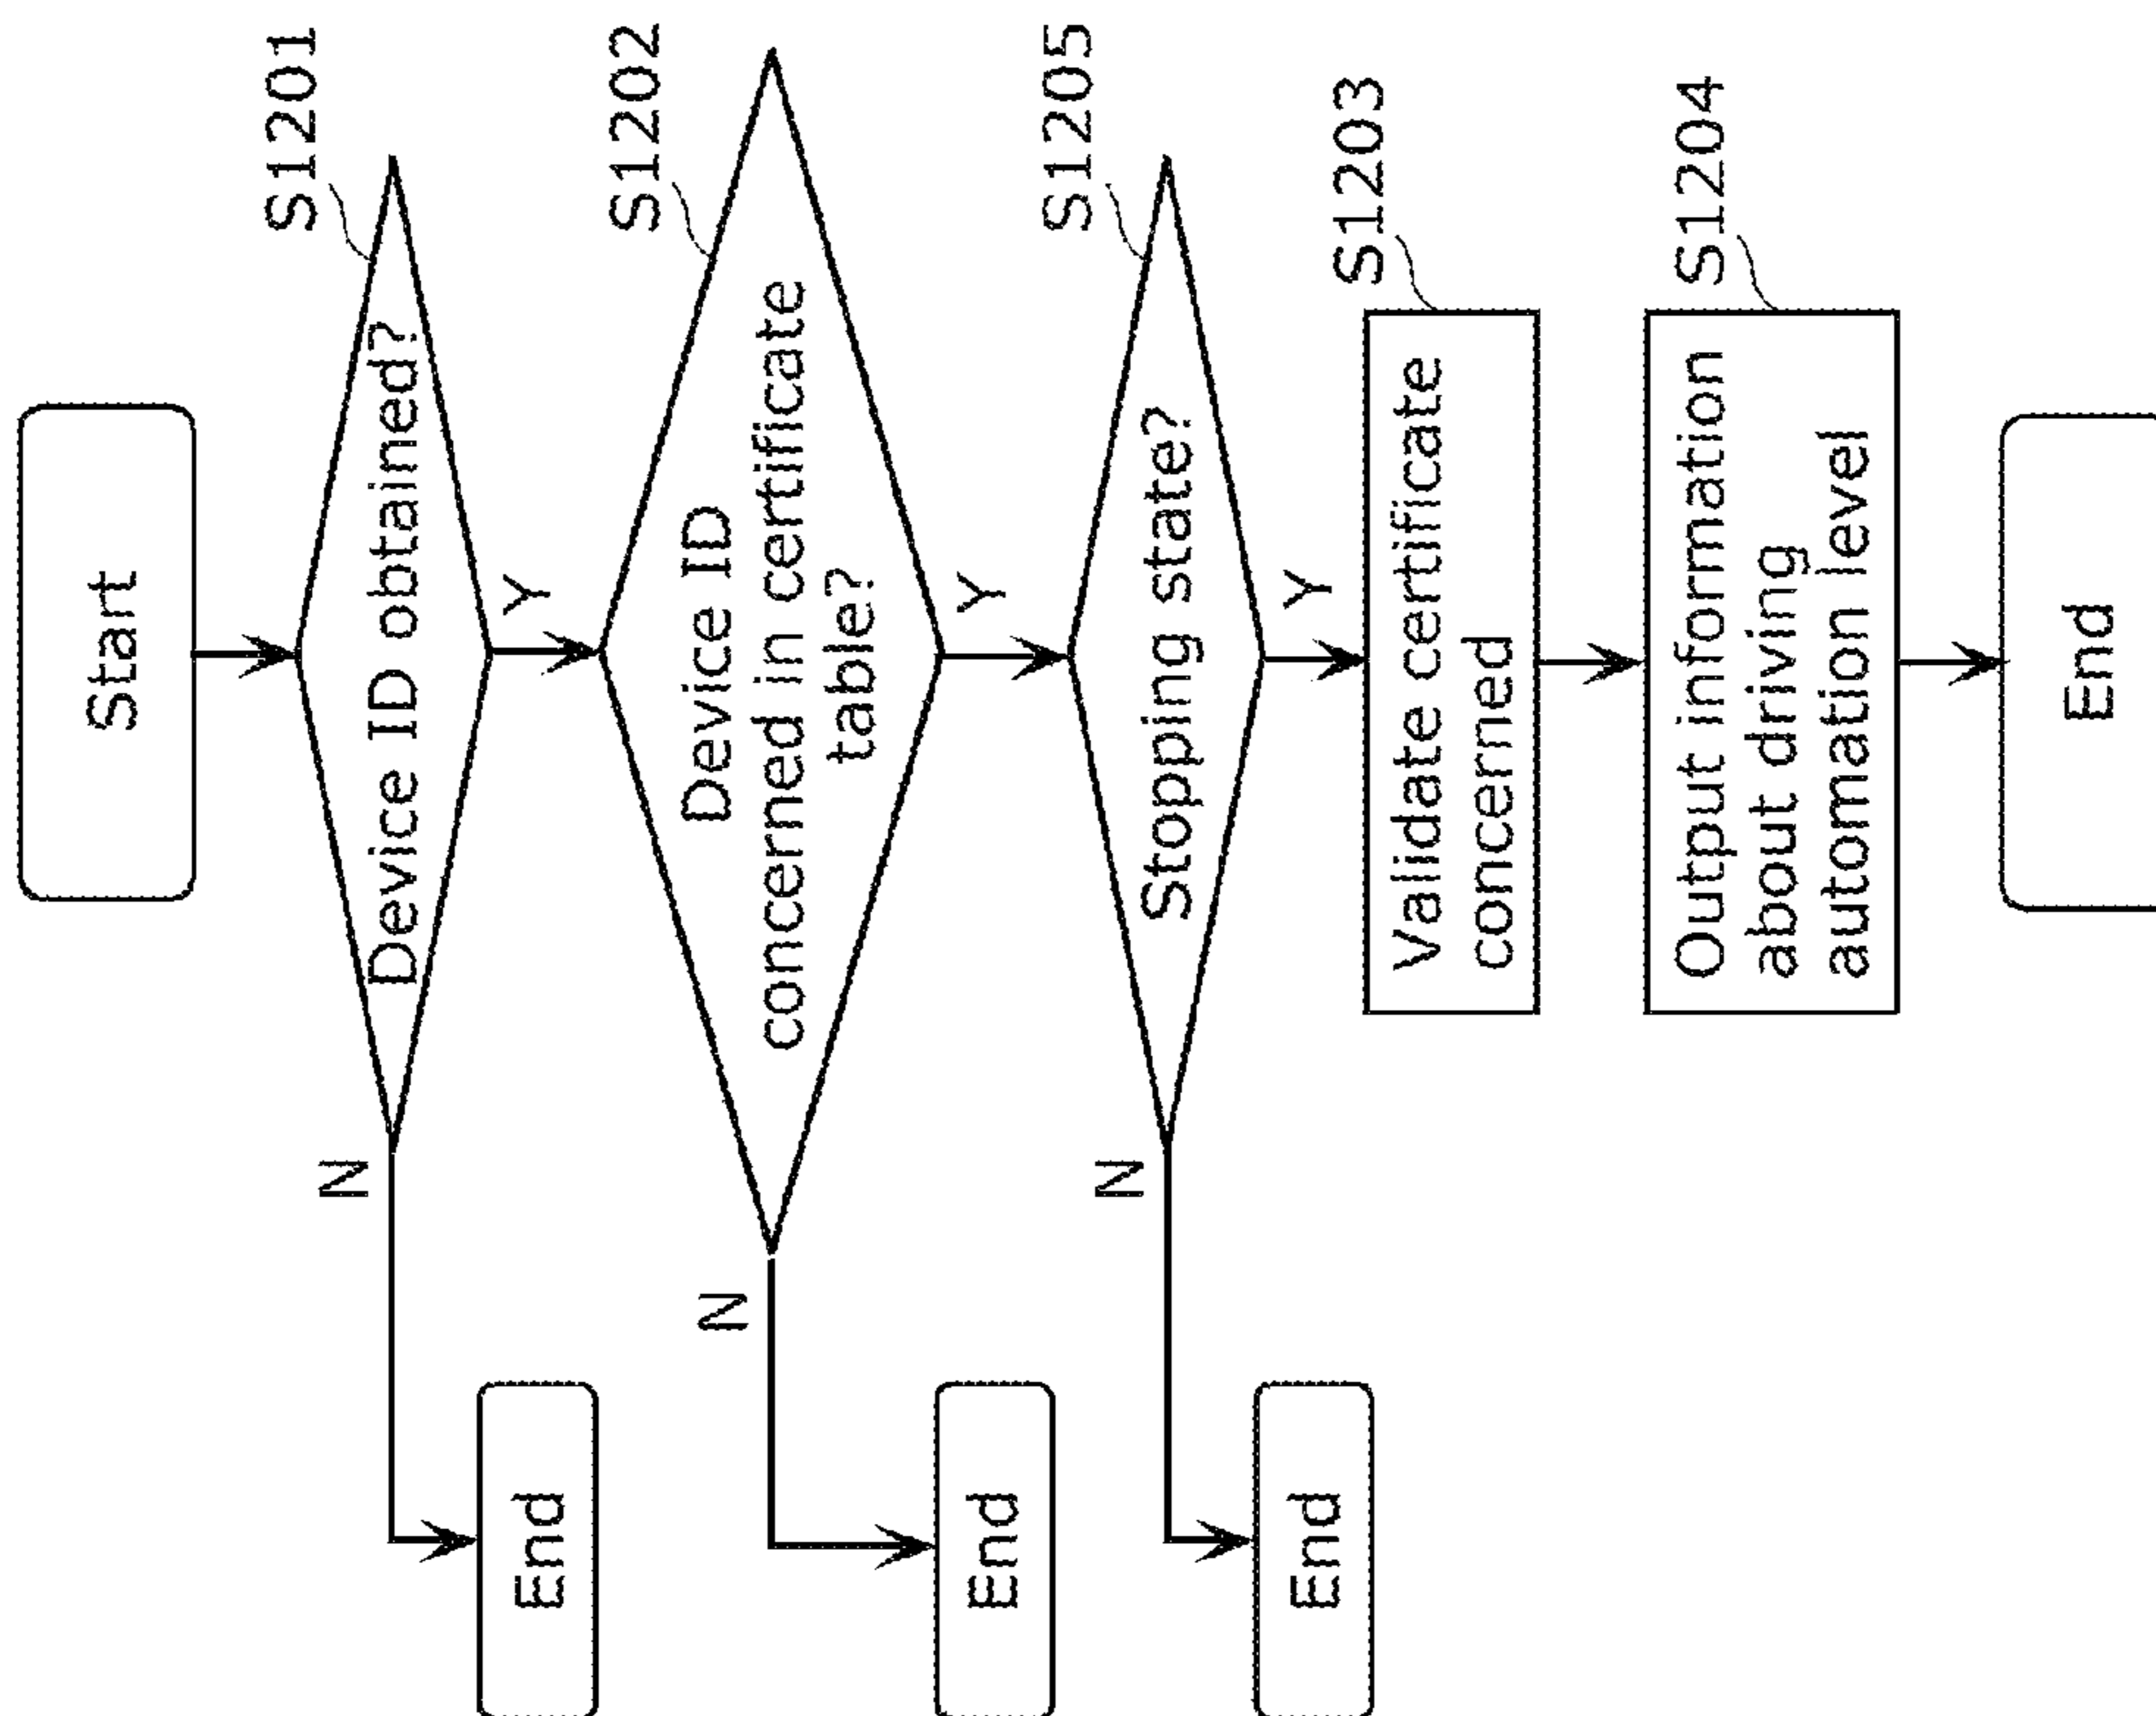 Start
S1201
Device ID obtained?
N
Y
End
S1202
Device ID
concerned in certificate
table?
N
Y
End
S1205
Stopping state?
N
Y
End
S1203
Validate certificate
concerned
S1204
Output information
about driving
automation level
End